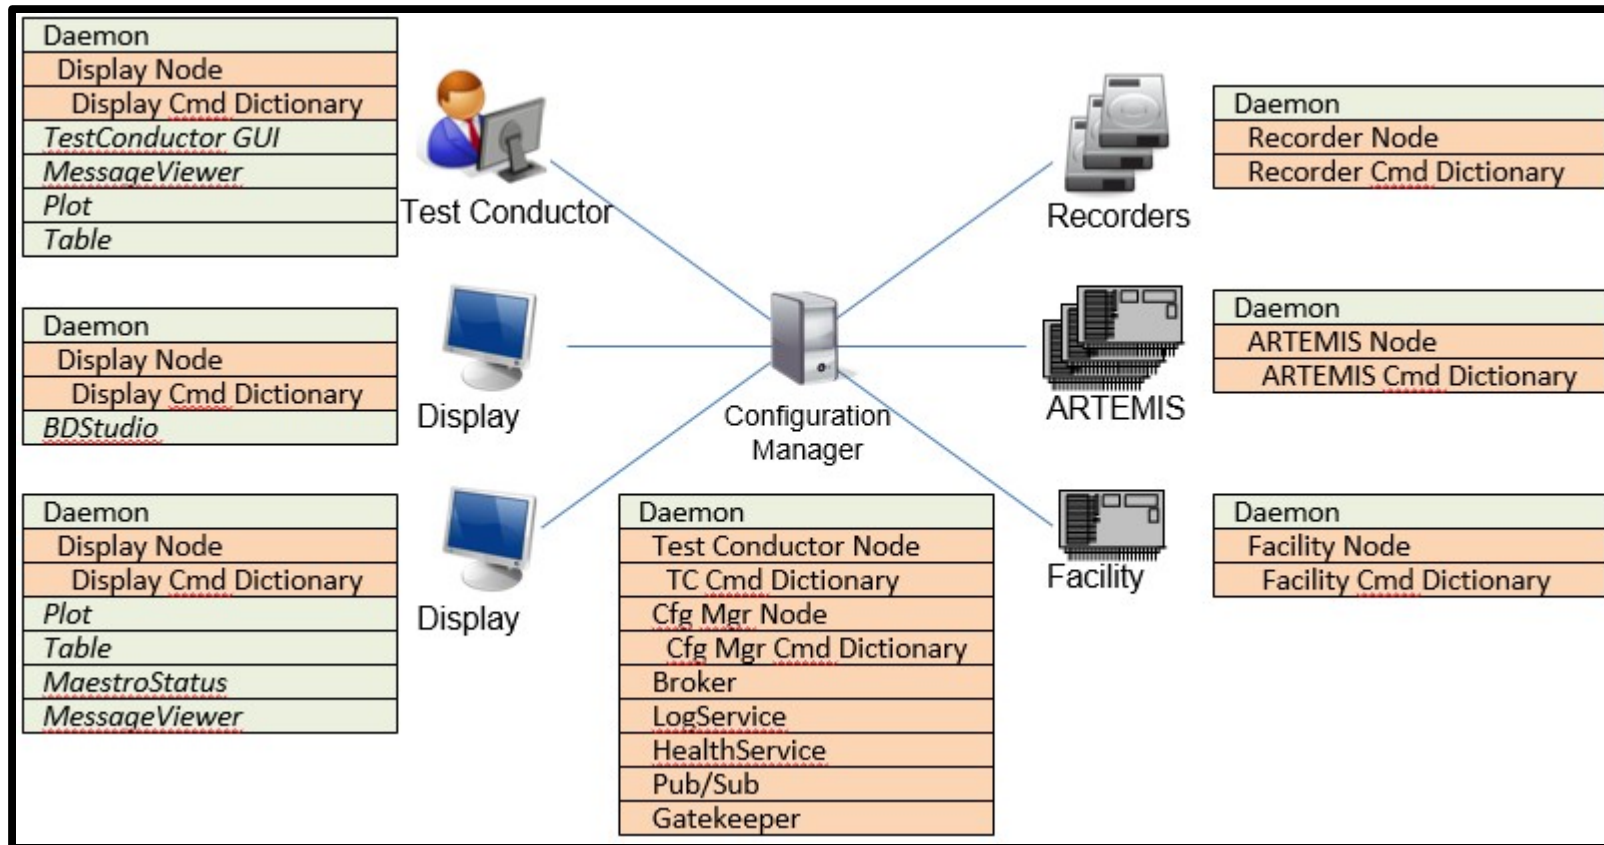 Daemon
Display Node
Display Cmd Dictionary
TestConductor GUI
MessageViewer
Plot
Table
Test Conductor
Daemon
Display Node
Display Cmd Dictionary
BDStudio
Display
Daemon
Display Node
Display Cmd Dictionary
Plot
Table
MaestroStatus
MessageViewer
Display
Configuration
Manager
Daemon
Test Conductor Node
TC Cmd Dictionary
Cfg Mgr Node
Cfg Mgr Cmd Dictionary
Broker
LogService
HealthService
Pub/Sub
Gatekeeper
Recorders
Daemon
Recorder Node
Recorder Cmd Dictionary
ARTEMIS
Daemon
ARTEMIS Node
ARTEMIS Cmd Dictionary
Facility
Daemon
Facility Node
Facility Cmd Dictionary